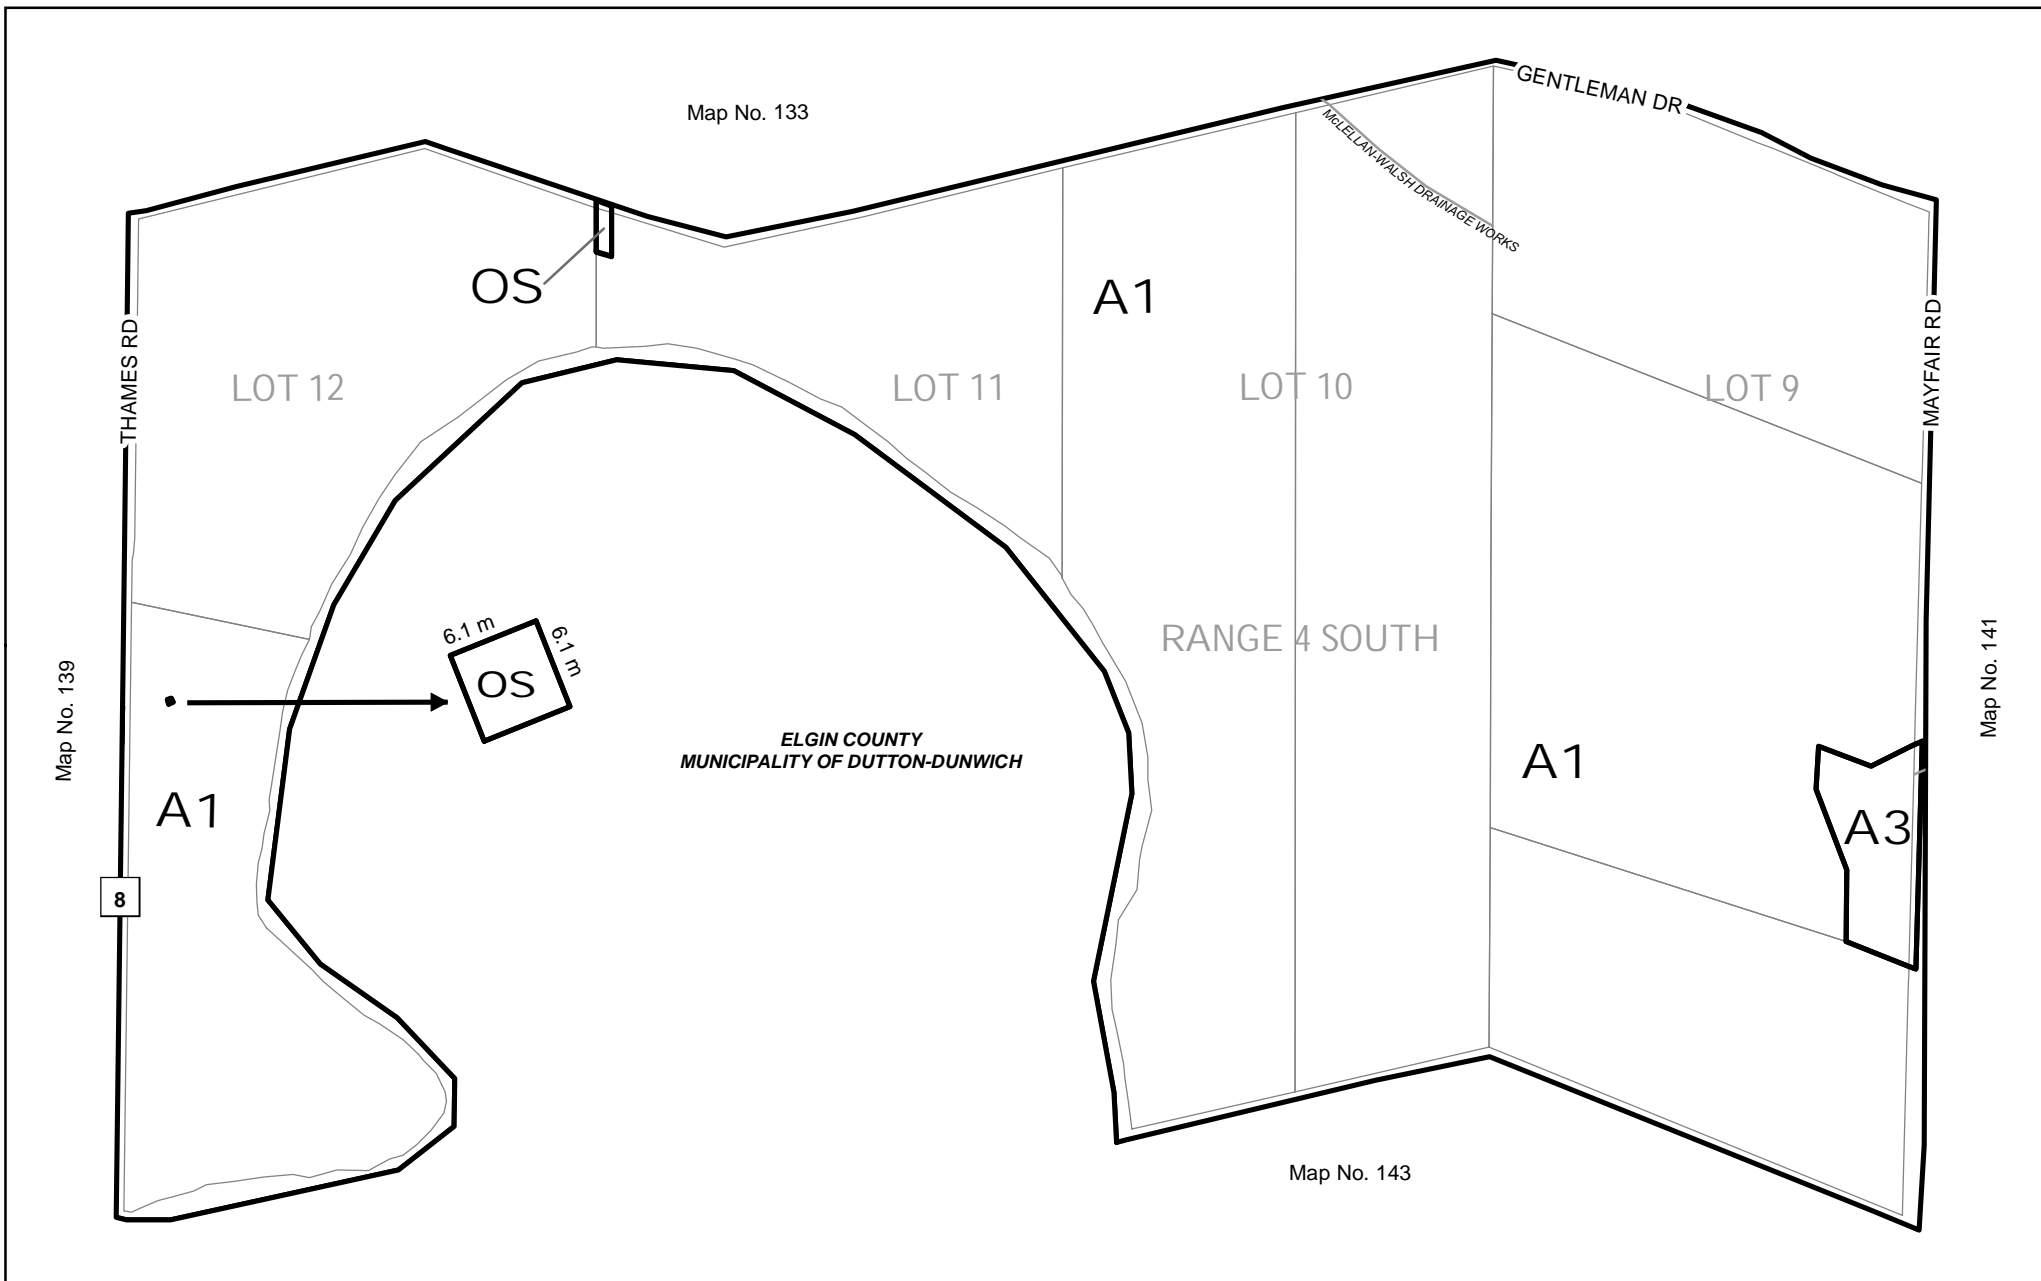 Map No. 133
GENTLEMAN DR
McLELLAN-WALSH DRAINAGE WORKS
OS
A1
THAMES RD
MAYFAIR RD
LOT 12
LOT 11
LOT 10
LOT 9
6.1 m
6.1 m
OS
RANGE 4 SOUTH
Map No. 139
Map No. 141
ELGIN COUNTY
MUNICIPALITY OF DUTTON-DUNWICH
A1
A1
A3
8
Map No. 143